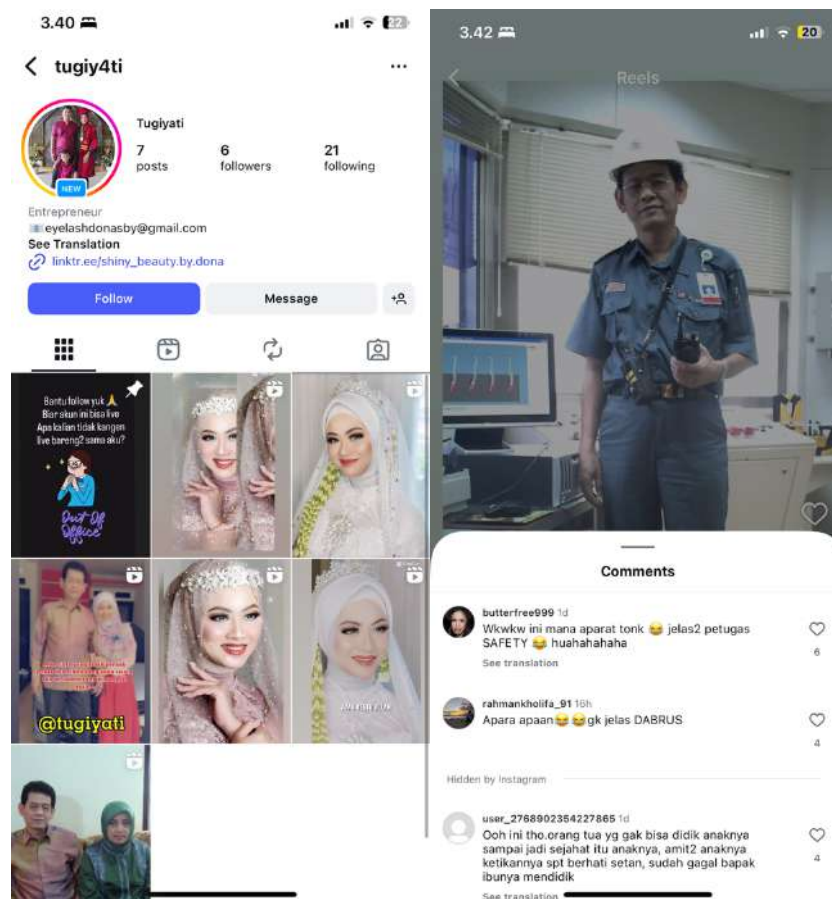 3.40
22
tugiy4ti
Tugiyati
7
posts
6
followers
21
following
NEW
Entrepreneur
eyelashdonasby@gmail.com
See Translation
linktr.ee/shiny_beauty.by.dona
Follow
Message
Bantu follow yuk
Biar akun ini bisa live
Apa kalian tidak kangen
live bareng2 sama aku?
Out Of
Office
@tugiyati
3.42
20
Reels
Comments
butterfree999 1d
Wkwkw ini mana aparat tonk 😂 jelas2 petugas
SAFETY 😂 huahahahaha
See translation
6
rahmankholifa_91 16h
Apara apaan😂😂gk jelas DABRUS
4
Hidden by Instagram
user_2768902354227865 1d
Ooh ini tho.orang tua yg gak bisa didik anaknya
sampai jadi sejahat itu anaknya, amit2 anaknya
ketikannya spt berhati setan, sudah gagal bapak
ibunya mendidik
4
See translation